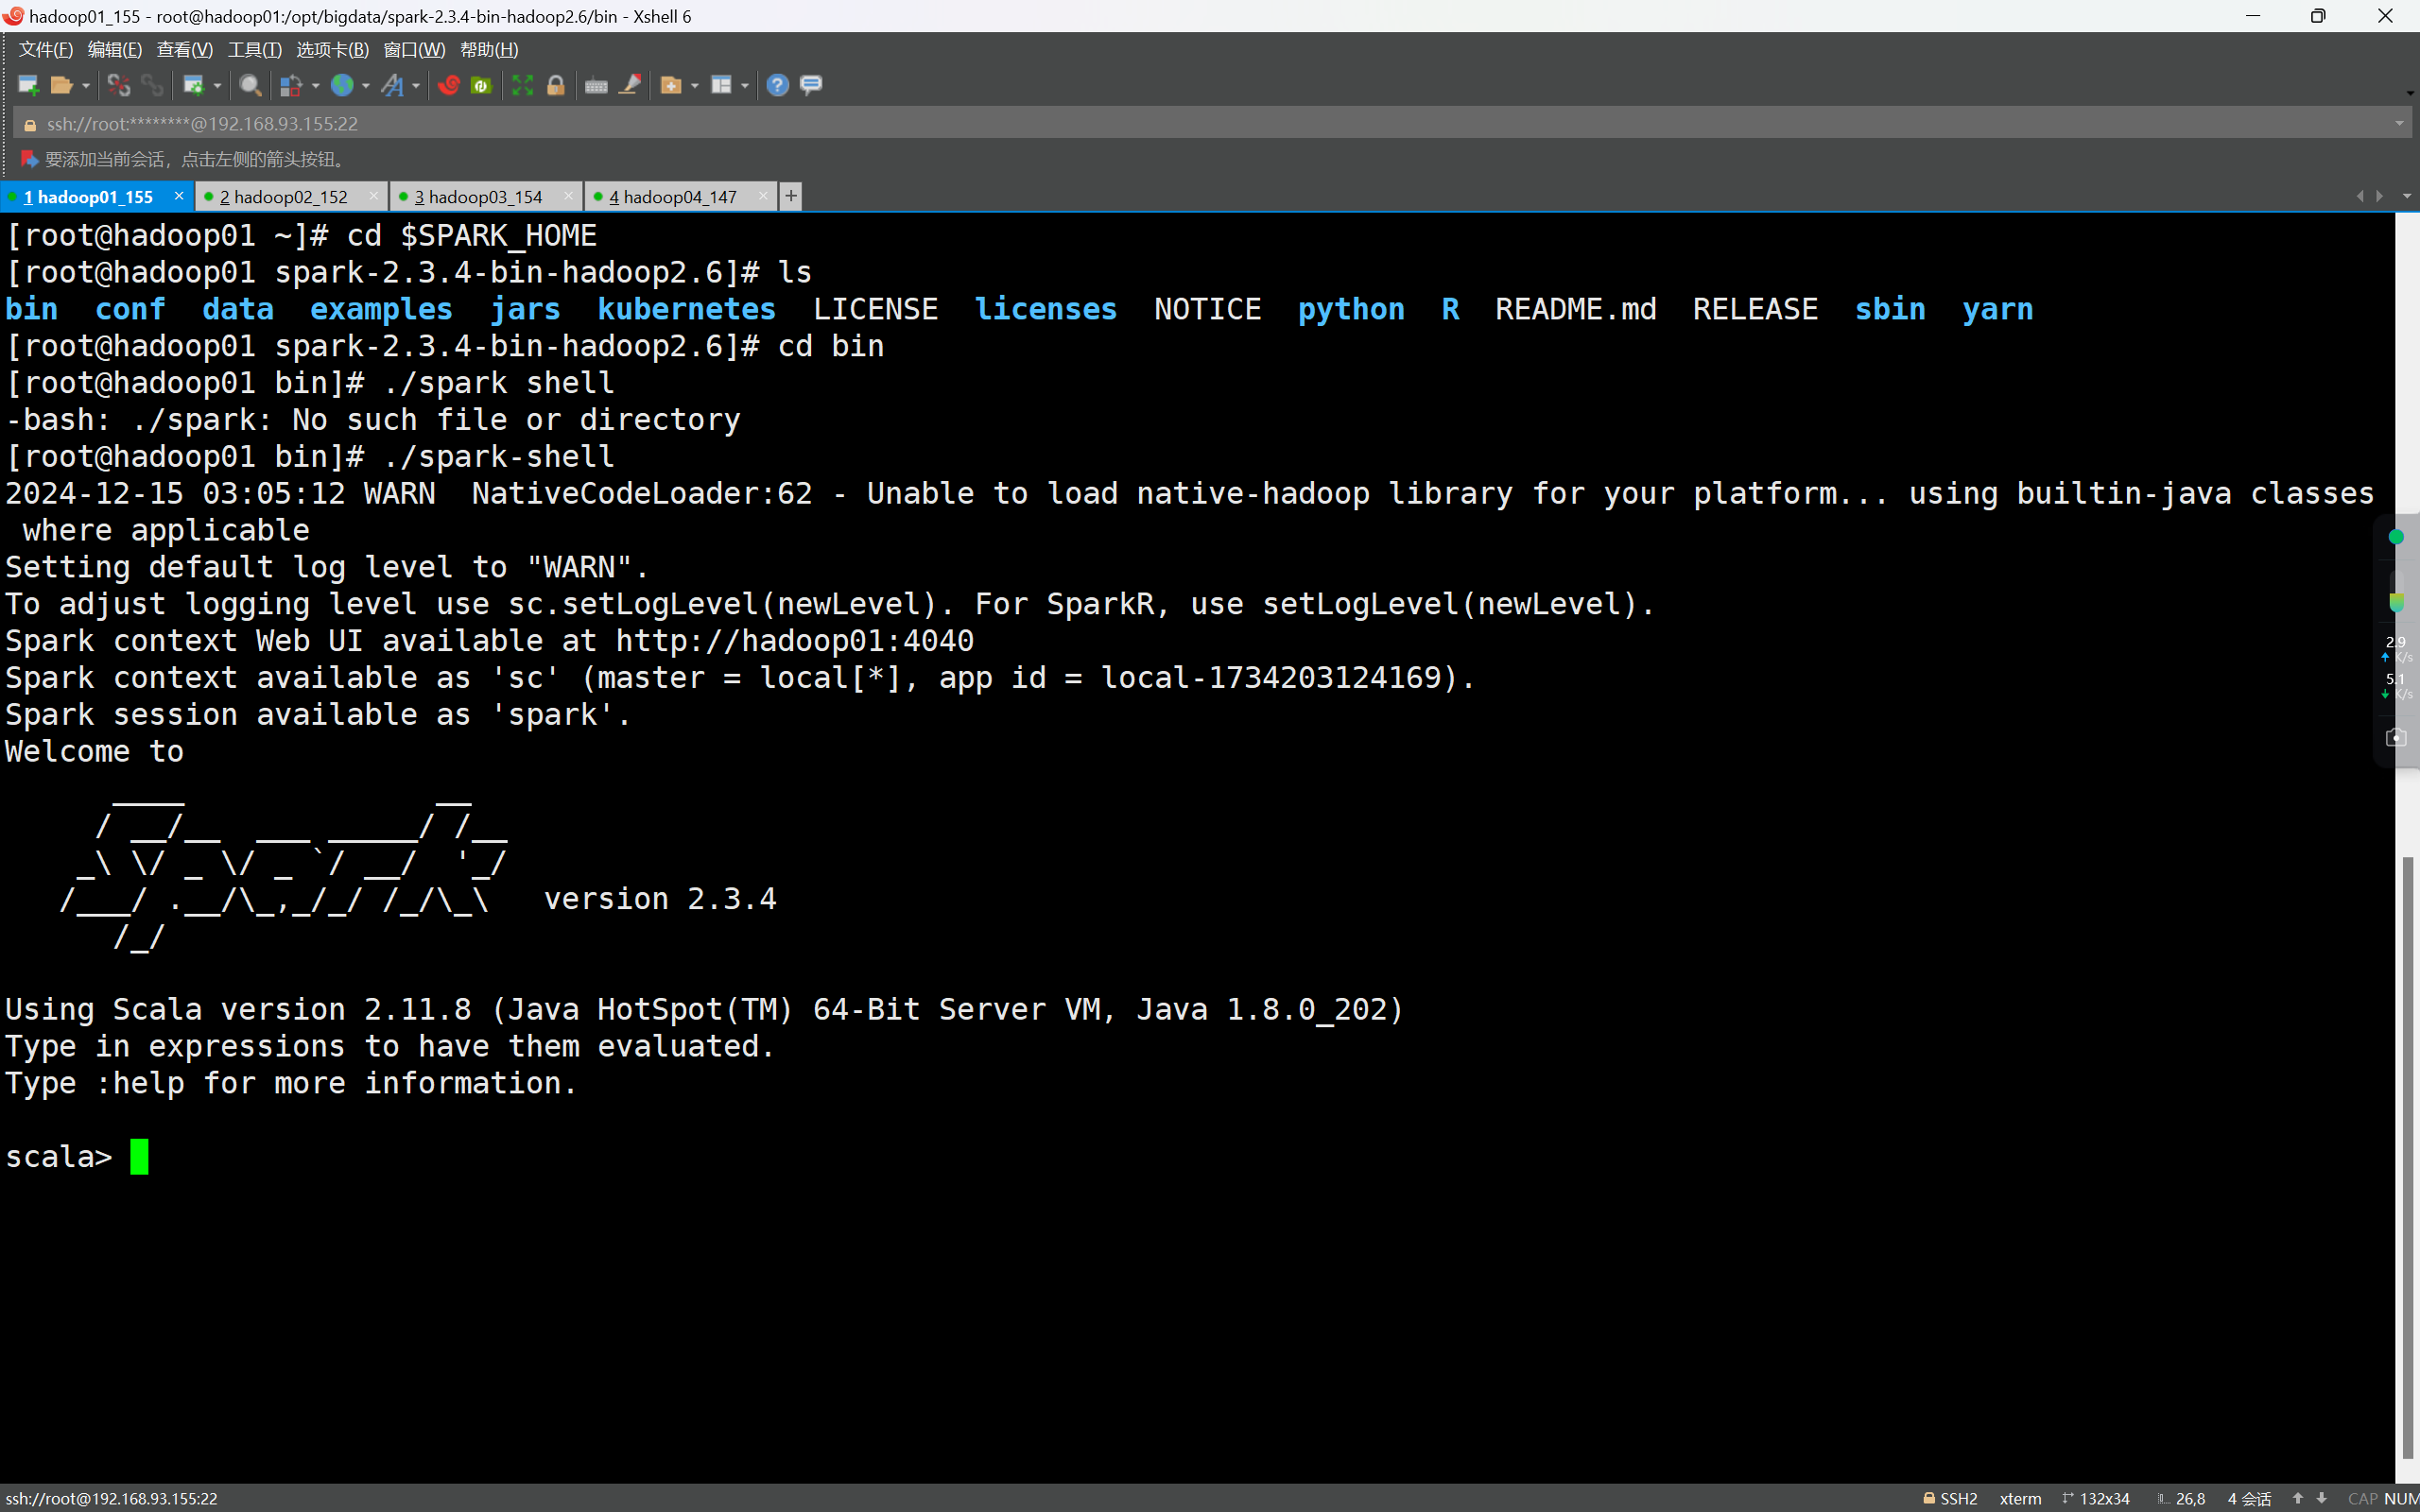 hadoop01_155 - root@hadoop01:/opt/bigdata/spark-2.3.4-bin-hadoop2.6/bin - Xshell 6
文件(F) 编辑(E) 查看(V) 工具(T) 选项卡(B) 窗口(W) 帮助(H)
ssh://root:********@192.168.93.155:22
要添加当前会话，点击左侧的箭头按钮。
1 hadoop01_155 × 2 hadoop02_152 × 3 hadoop03_154 × 4 hadoop04_147 × +
[root@hadoop01 ~]# cd $SPARK_HOME
[root@hadoop01 spark-2.3.4-bin-hadoop2.6]# ls
bin  conf  data  examples  jars  kubernetes  LICENSE  licenses  NOTICE  python  R  README.md  RELEASE  sbin  yarn
[root@hadoop01 spark-2.3.4-bin-hadoop2.6]# cd bin
[root@hadoop01 bin]# ./spark shell
-bash: ./spark: No such file or directory
[root@hadoop01 bin]# ./spark-shell
2024-12-15 03:05:12 WARN  NativeCodeLoader:62 - Unable to load native-hadoop library for your platform... using builtin-java classes
 where applicable
Setting default log level to "WARN".
To adjust logging level use sc.setLogLevel(newLevel). For SparkR, use setLogLevel(newLevel).
Spark context Web UI available at http://hadoop01:4040
Spark context available as 'sc' (master = local[*], app id = local-1734203124169).
Spark session available as 'spark'.
Welcome to
      ____              __
     / __/__  ___ _____/ /__
    _\ \/ _ \/ _ `/ __/  '_/
   /___/ .__/\_,_/_/ /_/\_\   version 2.3.4
      /_/
Using Scala version 2.11.8 (Java HotSpot(TM) 64-Bit Server VM, Java 1.8.0_202)
Type in expressions to have them evaluated.
Type :help for more information.
scala>
2.9
K/s
5.1
K/s
ssh://root@192.168.93.155:22 SSH2 xterm 132x34 26,8 4 会话 CAP NUM